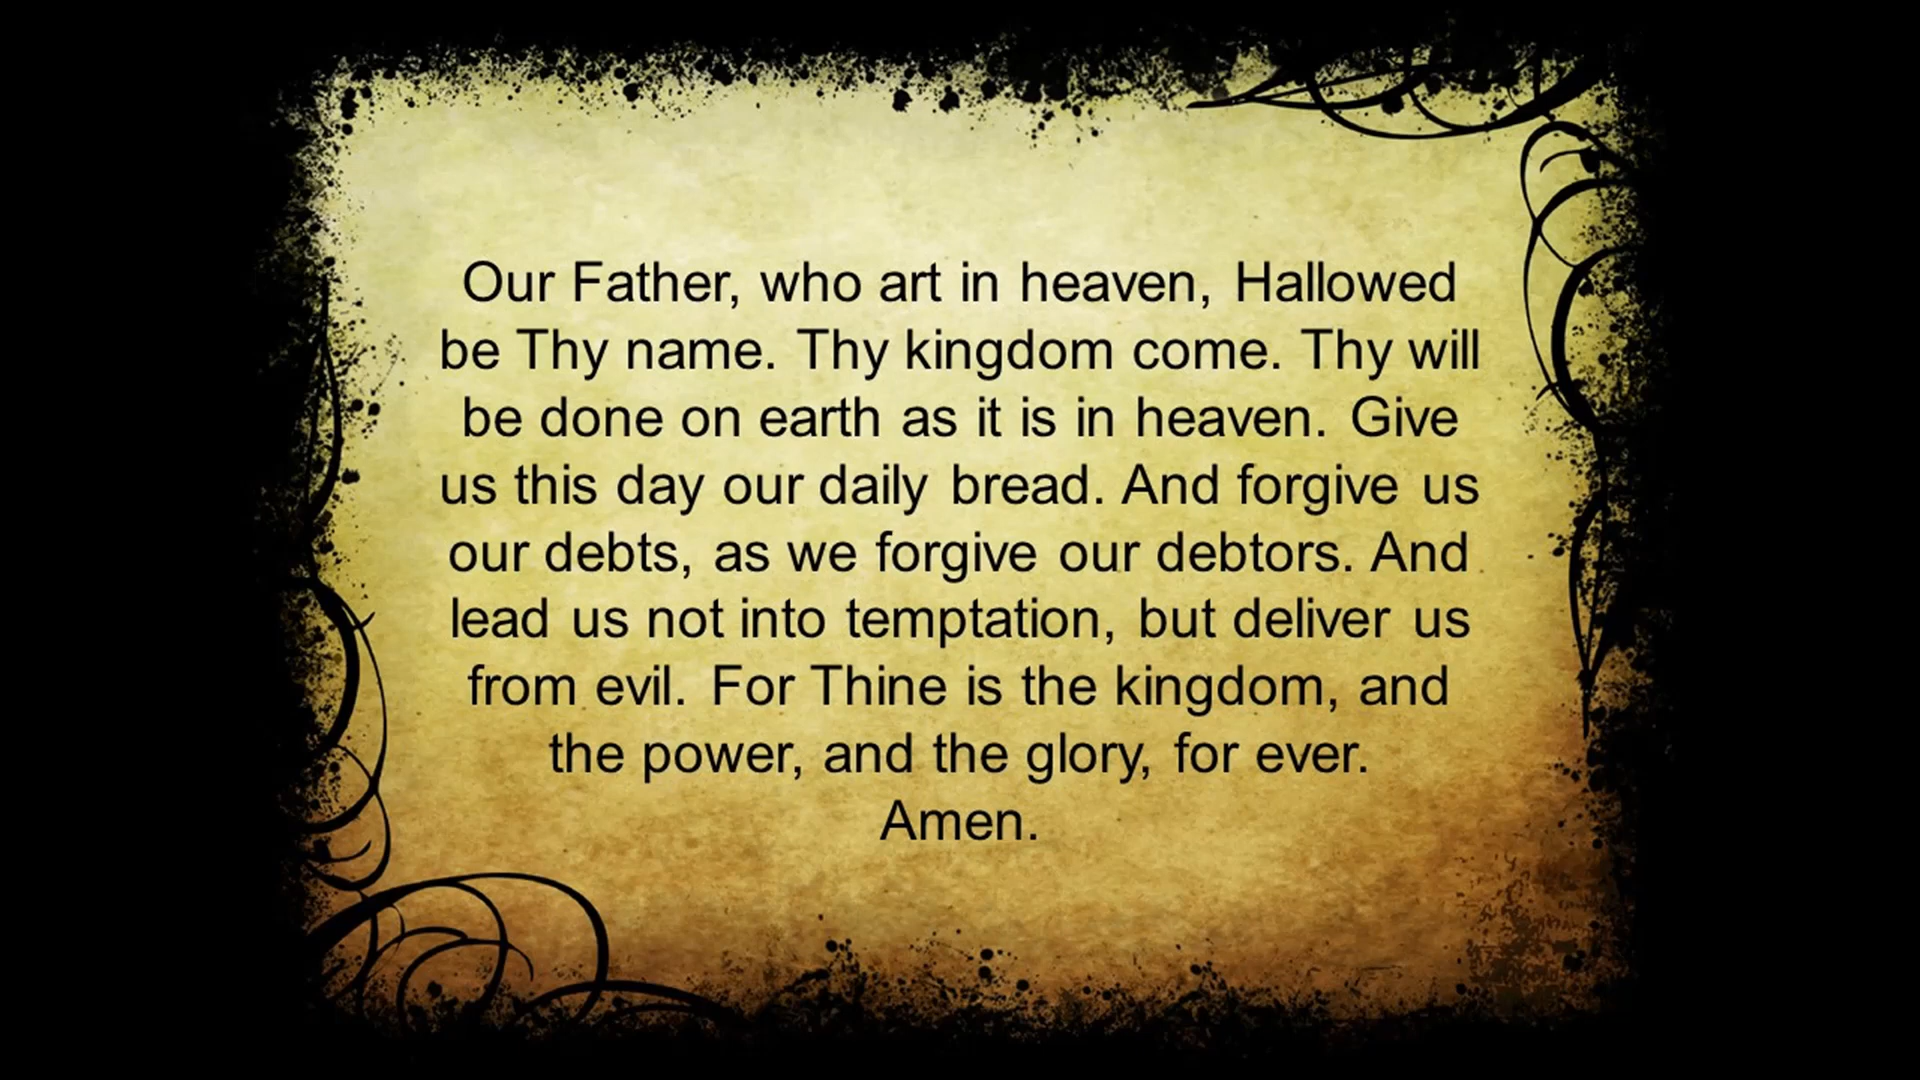 Our Father, who art in heaven, Hallowed
be Thy name. Thy kingdom come. Thy will
be done on earth as it is in heaven. Give
us this day our daily bread. And forgive us
our debts, as we forgive our debtors. And
lead us not into temptation, but deliver us
from evil. For Thine is the kingdom, and
the power, and the glory, for ever.
Amen.